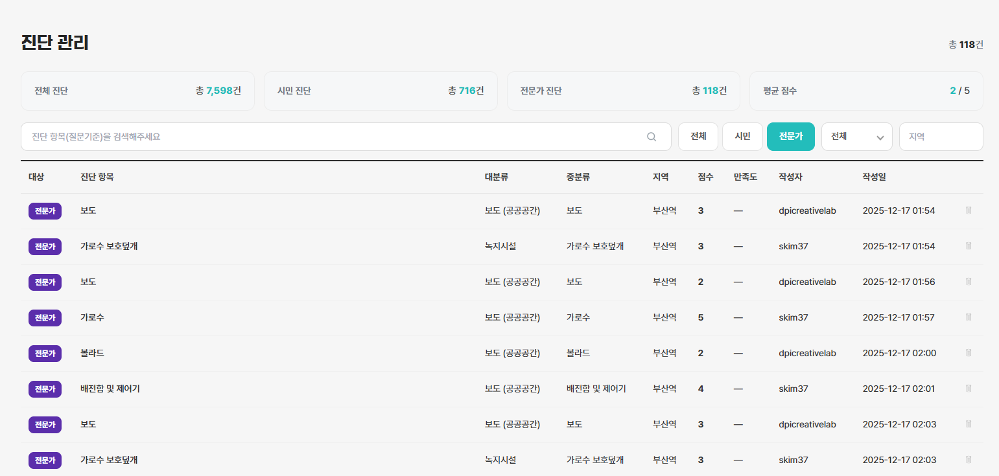 진단 관리
총 118건
전체 진단 총 7,598건
시민 진단 총 716건
전문가 진단 총 118건
평균 점수 2 / 5
진단 항목(질문기준)을 검색해주세요 전체 시민 전문가 전체 지역
대상 진단 항목 대분류 중분류 지역 점수 만족도 작성자 작성일
전문가 보도 보도 (공공공간) 보도 부산역 3 — dpicreativelab 2025-12-17 01:54
전문가 가로수 보호덮개 녹지시설 가로수 보호덮개 부산역 3 — skim37 2025-12-17 01:54
전문가 보도 보도 (공공공간) 보도 부산역 2 — dpicreativelab 2025-12-17 01:56
전문가 가로수 보도 (공공공간) 가로수 부산역 5 — skim37 2025-12-17 01:57
전문가 볼라드 보도 (공공공간) 볼라드 부산역 2 — dpicreativelab 2025-12-17 02:00
전문가 배전함 및 제어기 보도 (공공공간) 배전함 및 제어기 부산역 4 — skim37 2025-12-17 02:01
전문가 보도 보도 (공공공간) 보도 부산역 3 — dpicreativelab 2025-12-17 02:03
전문가 가로수 보호덮개 녹지시설 가로수 보호덮개 부산역 3 — skim37 2025-12-17 02:03